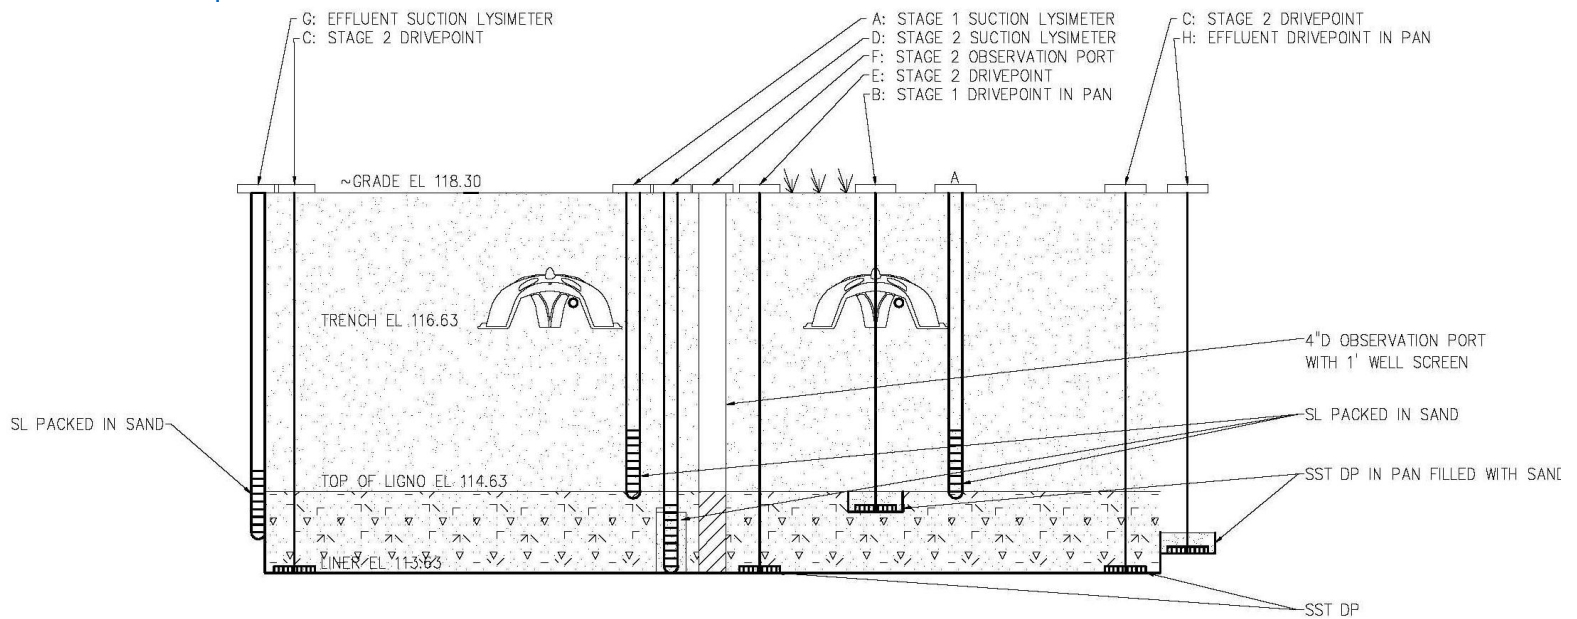 G: EFFLUENT SUCTION LYSIMETER
C: STAGE 2 DRIVEPOINT
A: STAGE 1 SUCTION LYSIMETER
D: STAGE 2 SUCTION LYSIMETER
F: STAGE 2 OBSERVATION PORT
E: STAGE 2 DRIVEPOINT
B: STAGE 1 DRIVEPOINT IN PAN
C: STAGE 2 DRIVEPOINT
H: EFFLUENT DRIVEPOINT IN PAN
~GRADE EL 118.30
A
TRENCH EL 116.63
4"D OBSERVATION PORT
WITH 1' WELL SCREEN
SL PACKED IN SAND
SL PACKED IN SAND
TOP OF LIGNO EL 114.63
SST DP IN PAN FILLED WITH SAND
LINER EL 113.63
SST DP